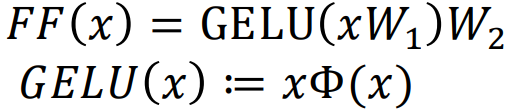 FF(x) = GELU(xW₁)W₂
GELU(x) ≔ xΦ(x)